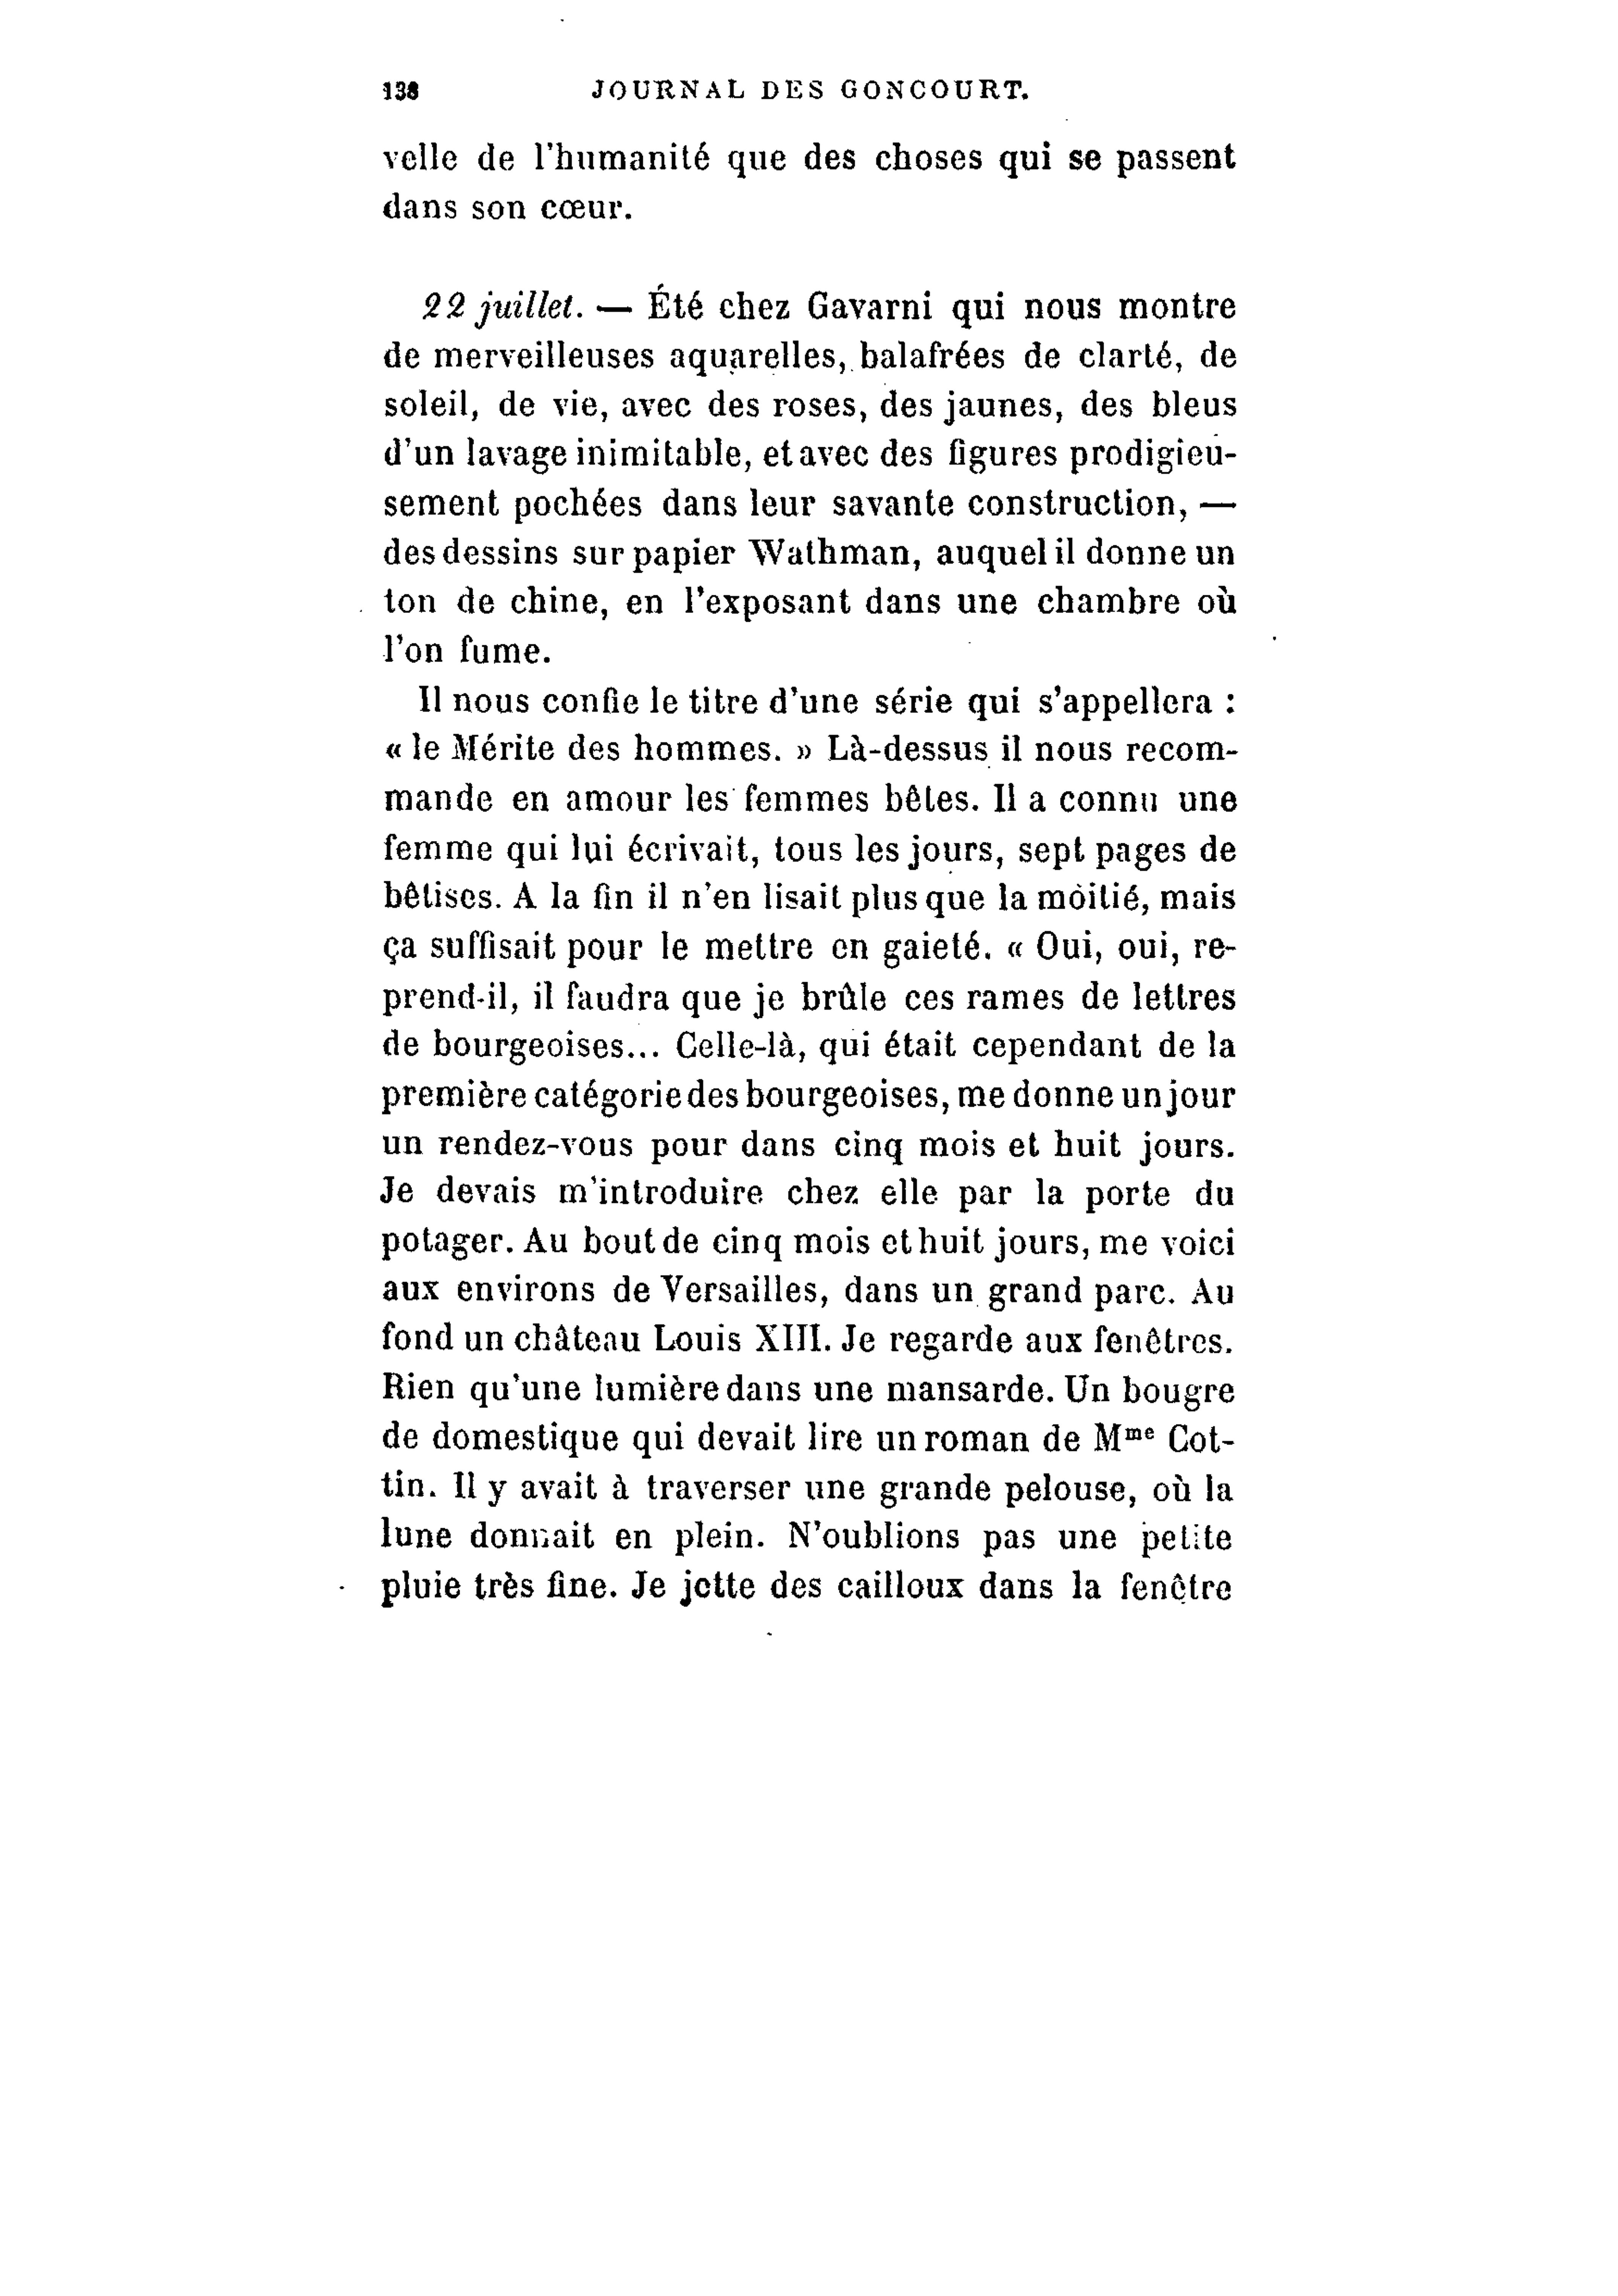 138 JOURNAL DES GONCOURT.
velle de l'humanité que des choses qui se passent
dans son cœur.
22 juillet. — Été chez Gavarni qui nous montre
de merveilleuses aquarelles, balafrées de clarté, de
soleil, de vie, avec des roses, des jaunes, des bleus
d'un lavage inimitable, et avec des figures prodigieu-
sement pochées dans leur savante construction, —
des dessins sur papier Wathman, auquel il donne un
ton de chine, en l'exposant dans une chambre où
l'on fume.
Il nous confie le titre d'une série qui s'appellera :
« le Mérite des hommes. » Là-dessus il nous recom-
mande en amour les femmes bêtes. Il a connu une
femme qui lui écrivait, tous les jours, sept pages de
bêtises. A la fin il n'en lisait plus que la moitié, mais
ça suffisait pour le mettre en gaieté. « Oui, oui, re-
prend-il, il faudra que je brûle ces rames de lettres
de bourgeoises... Celle-là, qui était cependant de la
première catégorie des bourgeoises, me donne un jour
un rendez-vous pour dans cinq mois et huit jours.
Je devais m'introduire chez elle par la porte du
potager. Au bout de cinq mois et huit jours, me voici
aux environs de Versailles, dans un grand parc. Au
fond un château Louis XIII. Je regarde aux fenêtres.
Rien qu'une lumière dans une mansarde. Un bougre
de domestique qui devait lire un roman de Mme Cot-
tin. Il y avait à traverser une grande pelouse, où la
lune donnait en plein. N'oublions pas une petite
pluie très fine. Je jette des cailloux dans la fenêtre